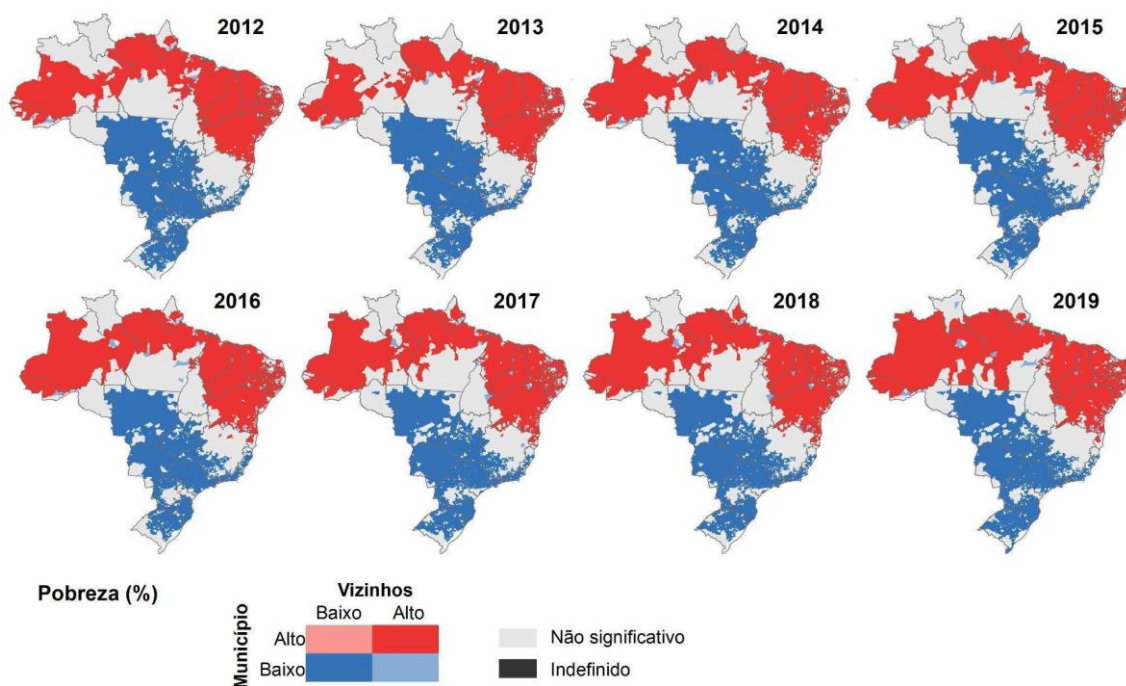 2012
2013
2014
2015
2016
2017
2018
2019
Pobreza (%)
Vizinhos
Baixo Alto
Município
Alto
Baixo
Não significativo
Indefinido